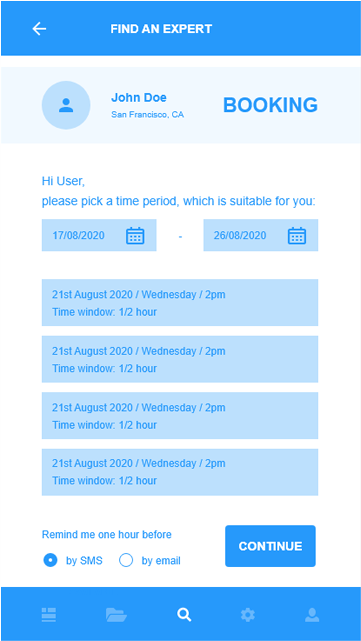 FIND AN EXPERT
John Doe
San Francisco, CA
BOOKING
Hi User,
please pick a time period, which is suitable for you:
17/08/2020 - 26/08/2020
21st August 2020 / Wednesday / 2pm
Time window: 1/2 hour
21st August 2020 / Wednesday / 2pm
Time window: 1/2 hour
21st August 2020 / Wednesday / 2pm
Time window: 1/2 hour
21st August 2020 / Wednesday / 2pm
Time window: 1/2 hour
Remind me one hour before
by SMS by email
CONTINUE